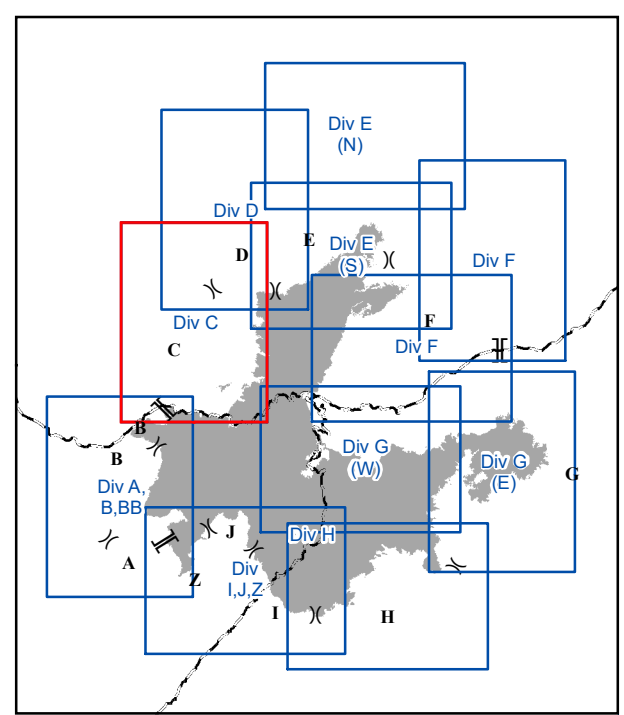 Div E
(N)
Div D
E
D
Div E
(S)
Div F
Div C
F
Div F
C
B
B
Div G
(W)
Div G
(E)
G
Div A,
B,BB
J
Div H
A
Z
Div
I,J,Z
I
H